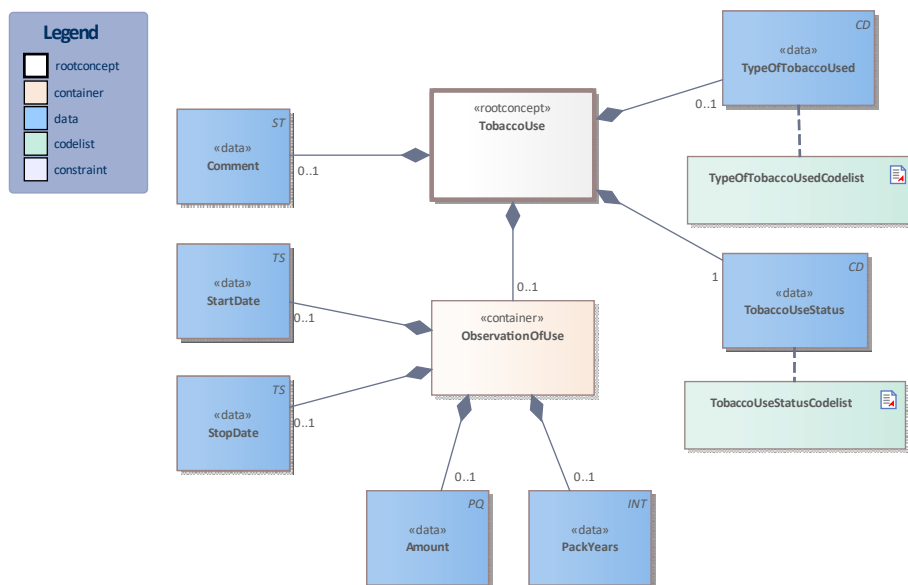 Legend
rootconcept
container
data
codelist
constraint
CD
«data»
TypeOfTobaccoUsed
0..1
«rootconcept»
TobaccoUse
ST
«data»
Comment
0..1
TypeOfTobaccoUsedCodelist
TS
«data»
StartDate
0..1
CD
«data»
TobaccoUseStatus
1
0..1
«container»
ObservationOfUse
TS
«data»
StopDate
0..1
TobaccoUseStatusCodelist
0..1
0..1
PQ
«data»
Amount
INT
«data»
PackYears